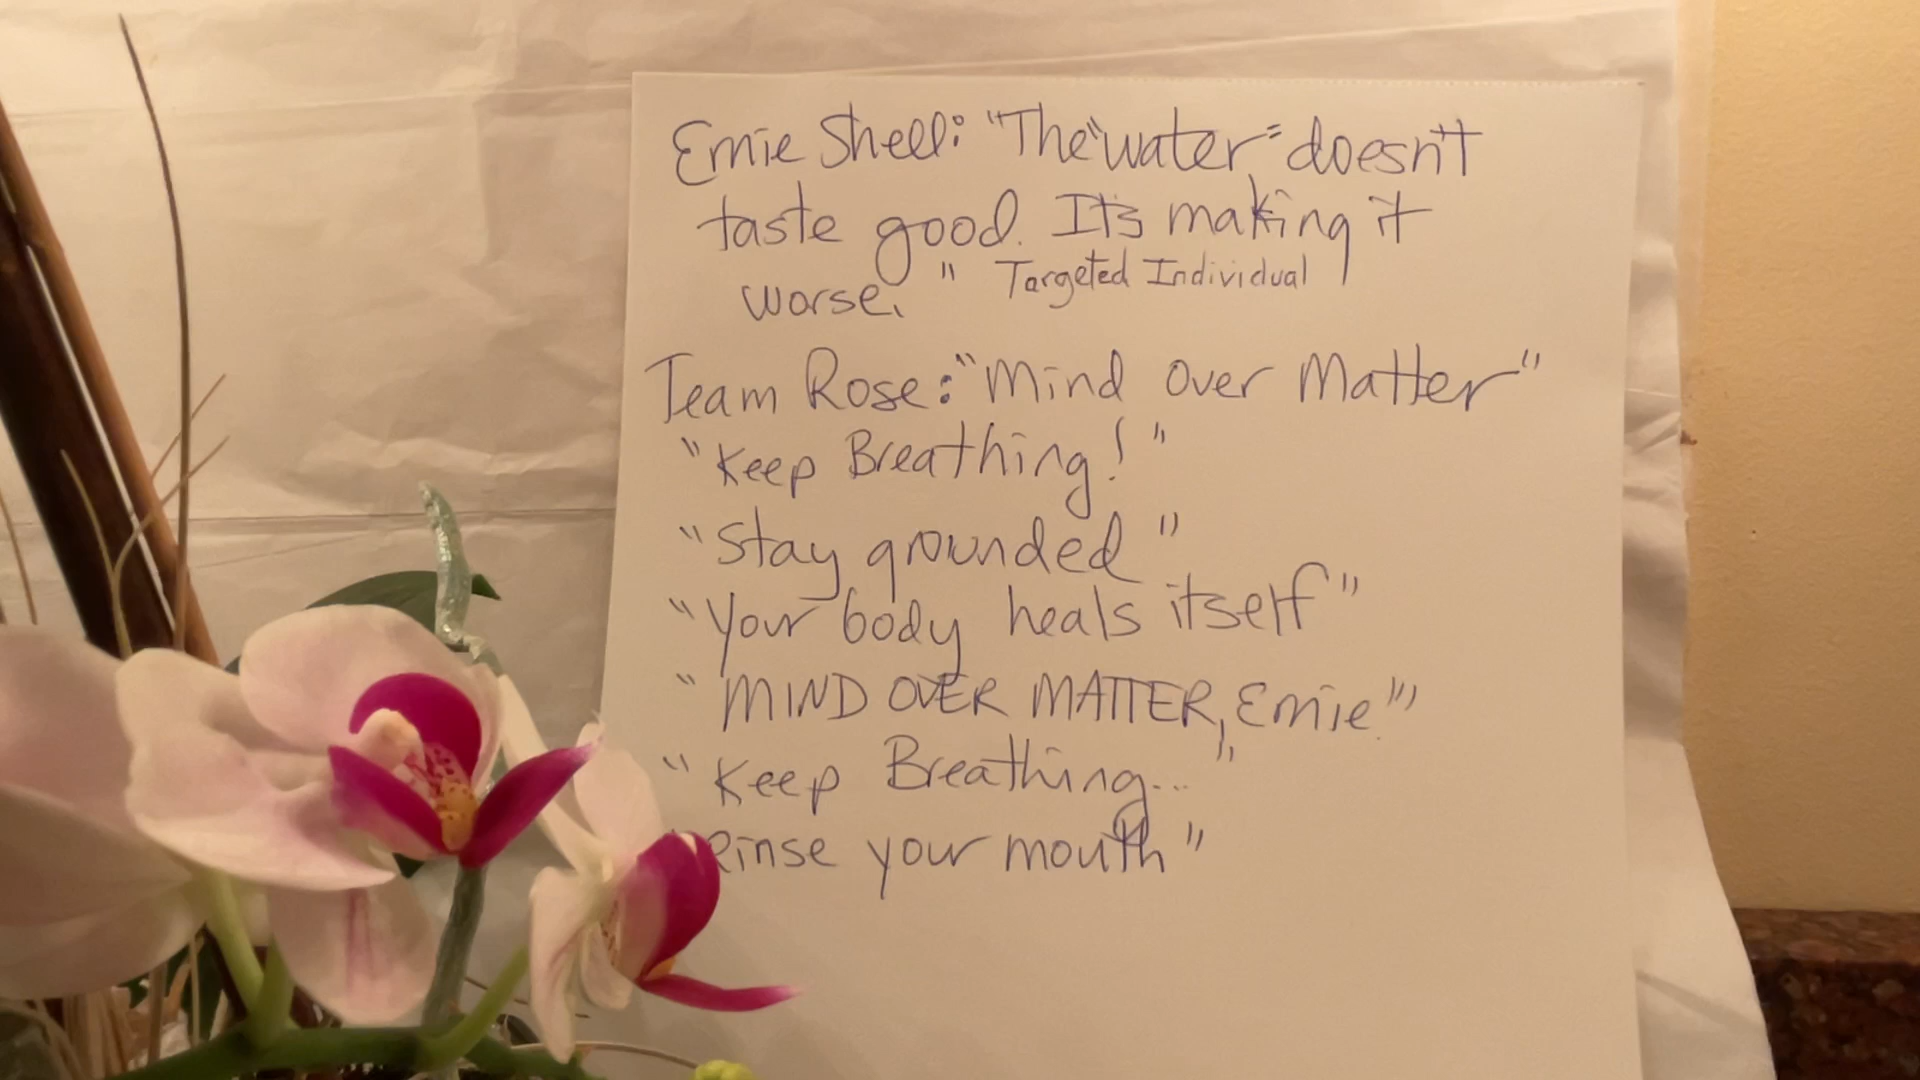 Ernie Shell: "The "water" doesn't
taste good. It's making it
worse." Targeted Individual
Team Rose: "Mind Over Matter"
"Keep Breathing!"
"Stay grounded"
"Your body heals itself"
"MIND OVER MATTER, Ernie!"
"Keep Breathing..."
"Rinse your mouth"